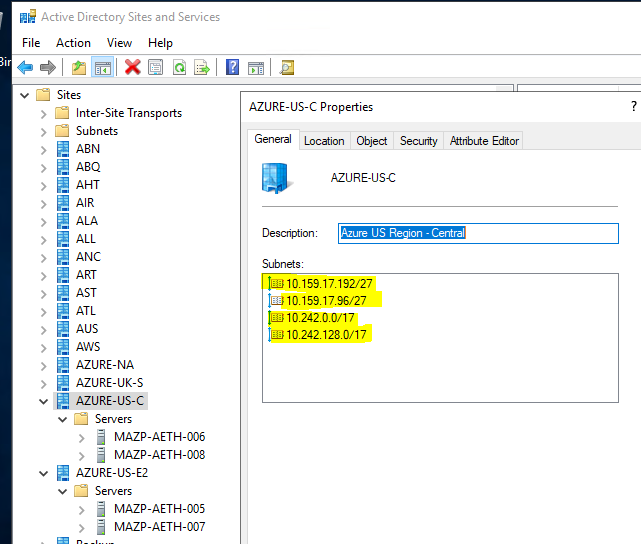 Active Directory Sites and Services
File Action View Help
Sites
Inter-Site Transports
Subnets
ABN
ABQ
AHT
AIR
ALA
ALL
ANC
ART
AST
ATL
AUS
AWS
AZURE-NA
AZURE-UK-S
AZURE-US-C
Servers
MAZP-AETH-006
MAZP-AETH-008
AZURE-US-E2
Servers
MAZP-AETH-005
MAZP-AETH-007
AZURE-US-C Properties
?
General Location Object Security Attribute Editor
AZURE-US-C
Description: Azure US Region - Central
Subnets:
10.159.17.192/27
10.159.17.96/27
10.242.0.0/17
10.242.128.0/17